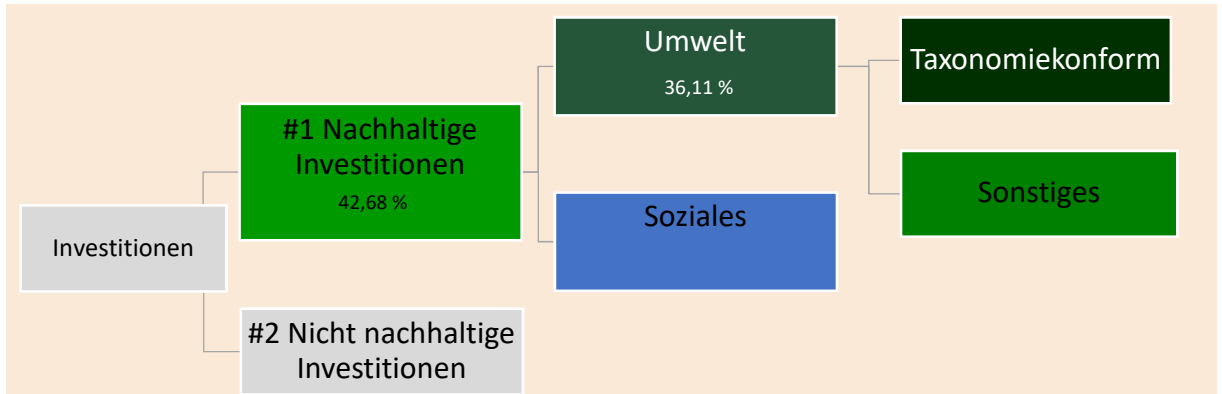 Investitionen
#1 Nachhaltige
Investitionen
42,68 %
#2 Nicht nachhaltige
Investitionen
Umwelt
36,11 %
Soziales
Taxonomiekonform
Sonstiges